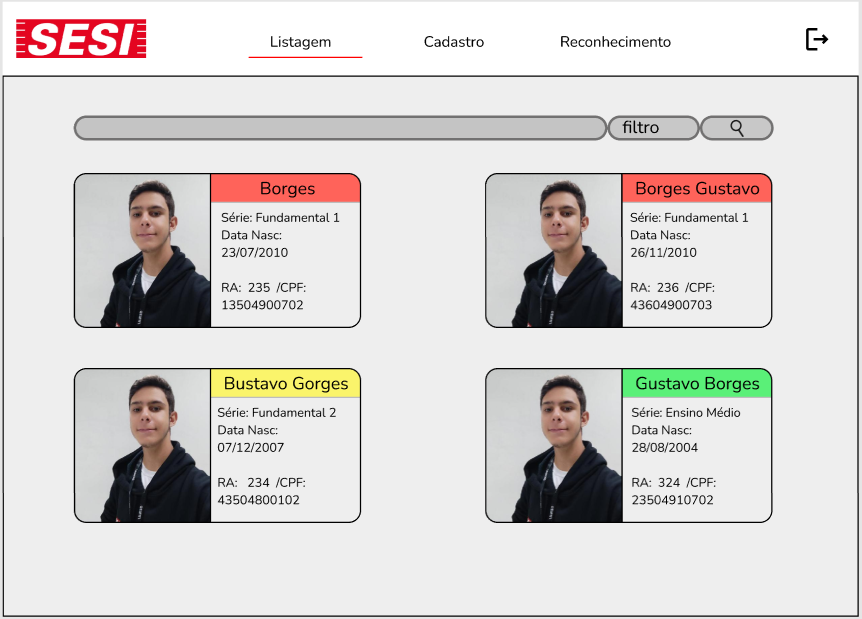 SESI
Listagem
Cadastro
Reconhecimento
filtro
Borges
Série: Fundamental 1
Data Nasc:
23/07/2010
RA: 235 /CPF:
13504900702
Borges Gustavo
Série: Fundamental 1
Data Nasc:
26/11/2010
RA: 236 /CPF:
43604900703
Bustavo Gorges
Série: Fundamental 2
Data Nasc:
07/12/2007
RA: 234 /CPF:
43504800102
Gustavo Borges
Série: Ensino Médio
Data Nasc:
28/08/2004
RA: 324 /CPF:
23504910702